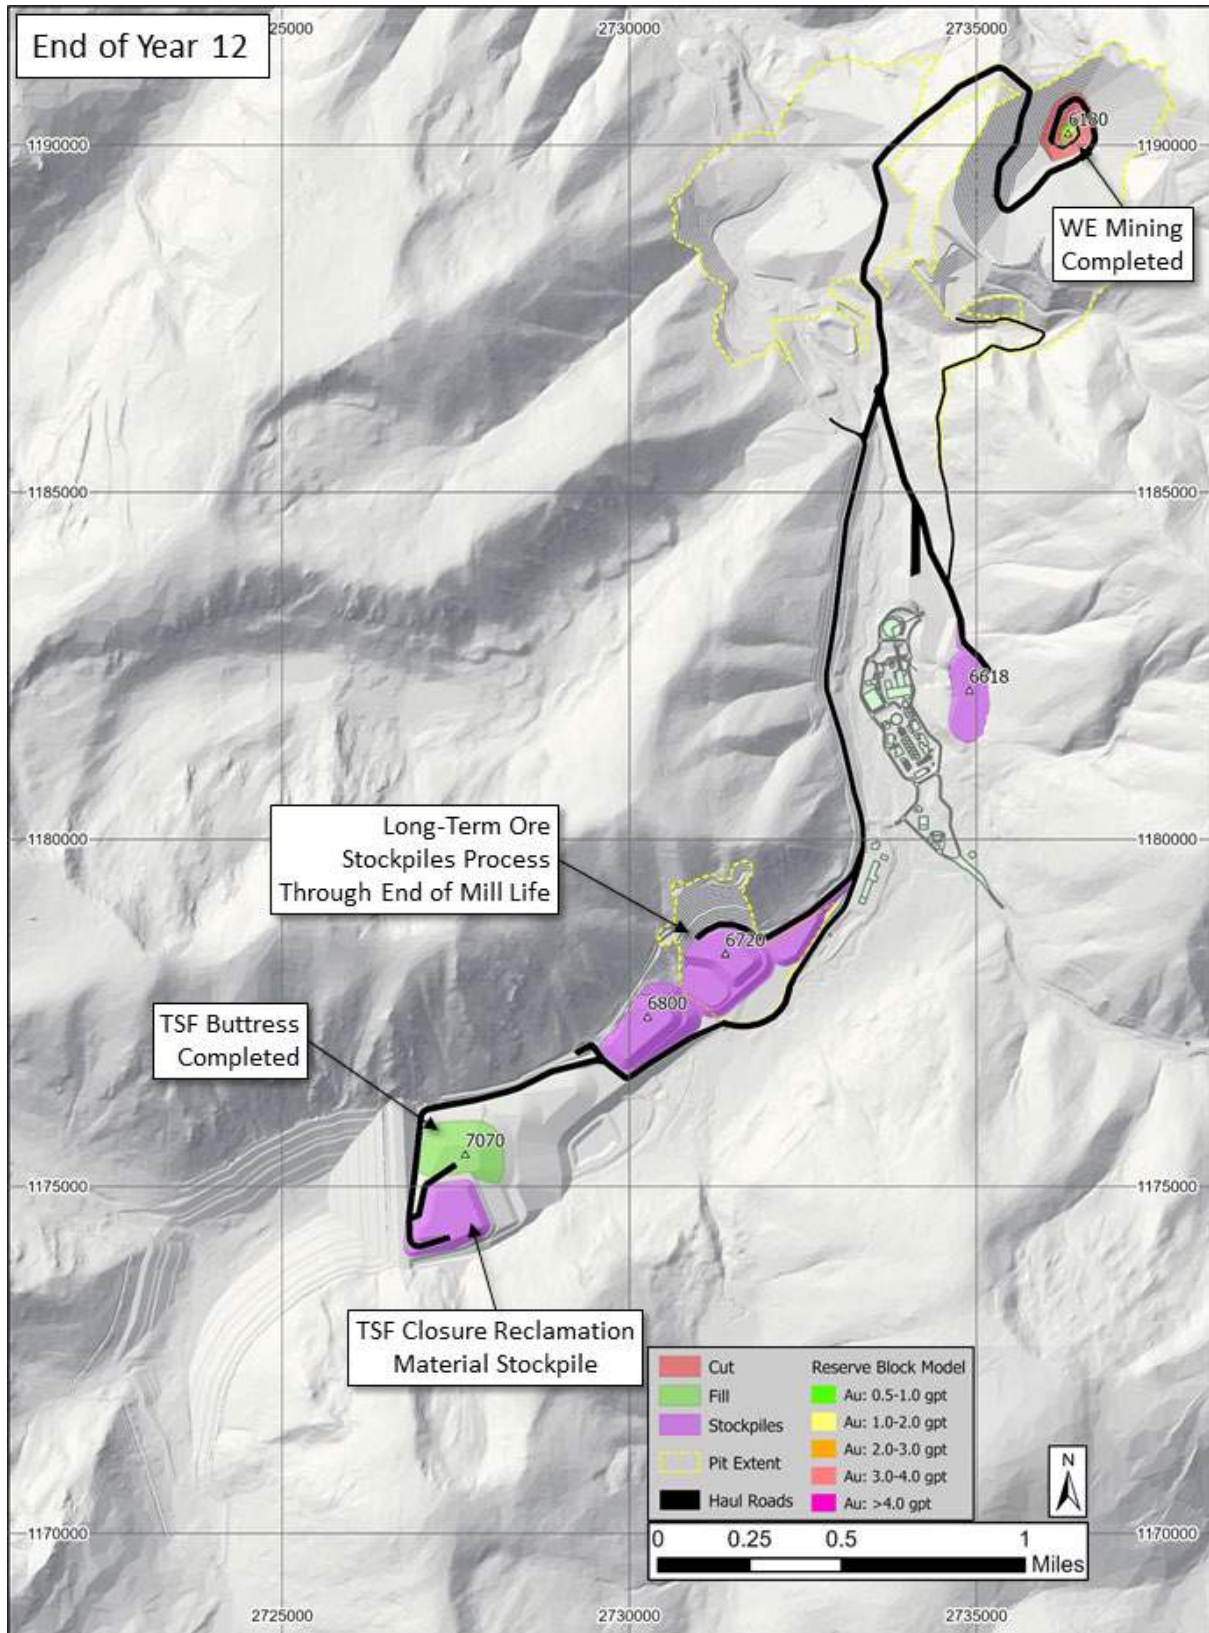 End of Year 12
25000
2730000
2735000
6180
1190000
1190000
WE Mining
Completed
1185000
1185000
6618
Long-Term Ore
Stockpiles Process
Through End of Mill Life
1180000
1180000
6720
6800
TSF Buttress
Completed
7070
1175000
1175000
TSF Closure Reclamation
Material Stockpile
Cut
Fill
Stockpiles
Pit Extent
Haul Roads
Reserve Block Model
Au: 0.5-1.0 gpt
Au: 1.0-2.0 gpt
Au: 2.0-3.0 gpt
Au: 3.0-4.0 gpt
Au: >4.0 gpt
N
1170000
1170000
0 0.25 0.5 1
Miles
2725000
2730000
2735000